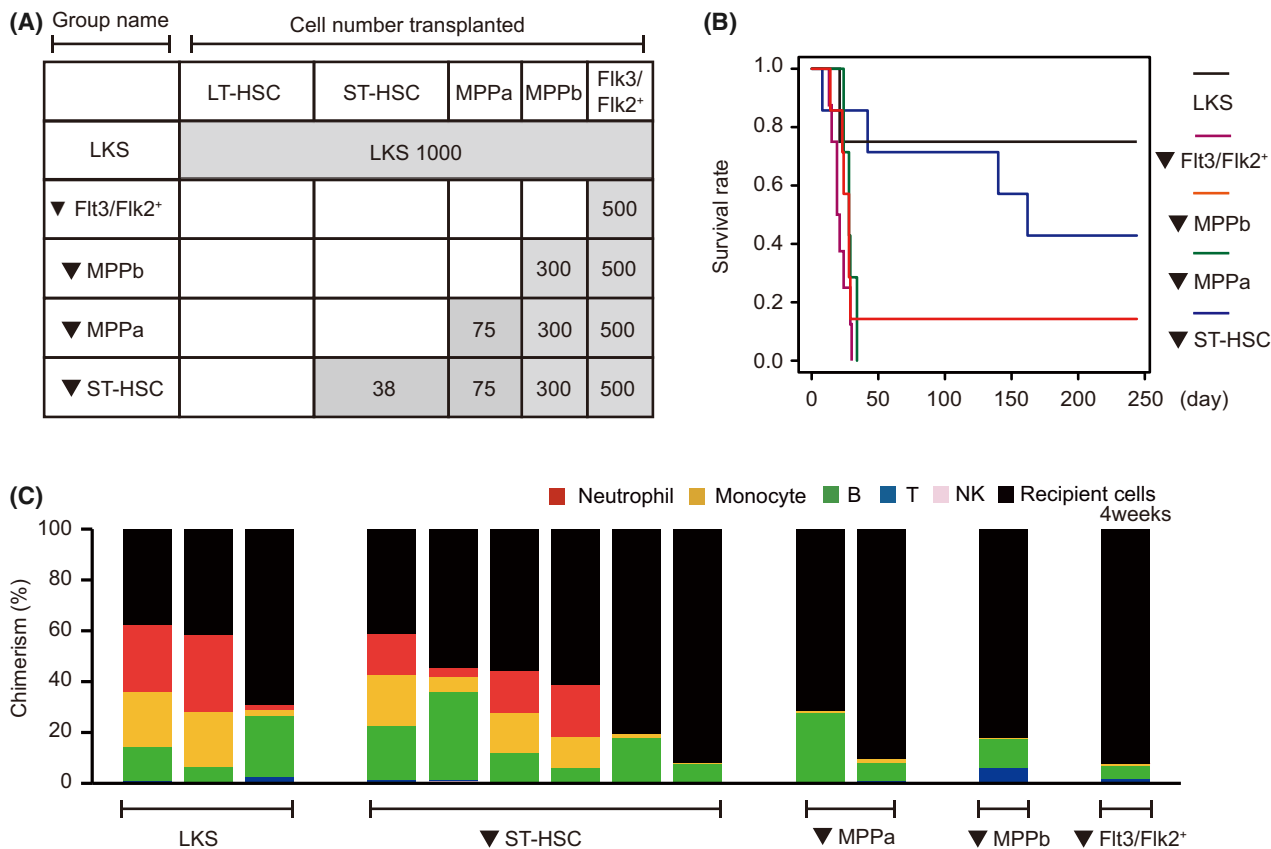 (A)
Group name
Cell number transplanted
LT-HSC
ST-HSC
MPPa
MPPb
Flk3/
Flk2⁺
LKS
LKS 1000
▼ Flt3/Flk2⁺
500
▼ MPPb
300
500
▼ MPPa
75
300
500
▼ ST-HSC
38
75
300
500
(B)
Survival rate
1.0
0.8
0.6
0.4
0.2
0.0
0
50
100
150
200
250
(day)
LKS
▼ Flt3/Flk2⁺
▼ MPPb
▼ MPPa
▼ ST-HSC
(C)
Neutrophil
Monocyte
B
T
NK
Recipient cells
4weeks
Chimerism (%)
100
80
60
40
20
0
LKS
▼ ST-HSC
▼ MPPa
▼ MPPb
▼ Flt3/Flk2⁺